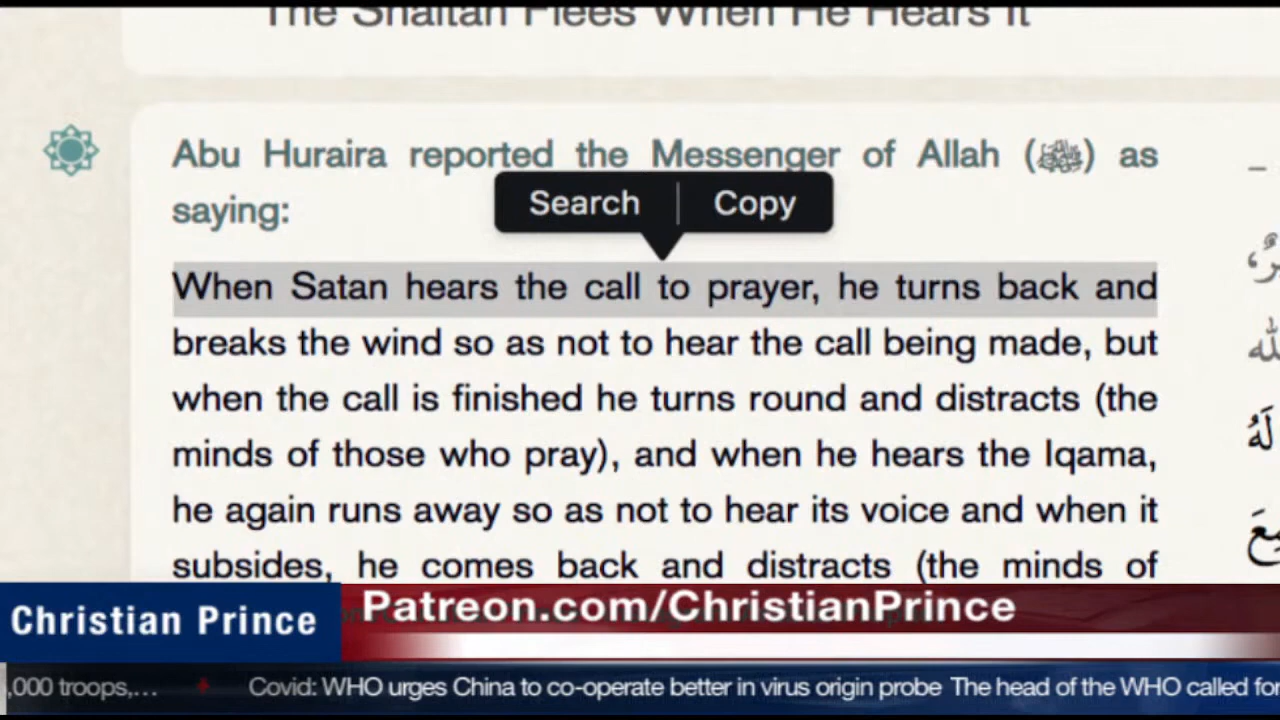 The Shaitan Flees When He Hears It
Abu Huraira reported the Messenger of Allah (ﷺ) as
saying:
Search | Copy
When Satan hears the call to prayer, he turns back and
breaks the wind so as not to hear the call being made, but
when the call is finished he turns round and distracts (the
minds of those who pray), and when he hears the Iqama,
he again runs away so as not to hear its voice and when it
subsides, he comes back and distracts (the minds of
Christian Prince
Patreon.com/ChristianPrince
,000 troops,...
Covid: WHO urges China to co-operate better in virus origin probe The head of the WHO called for